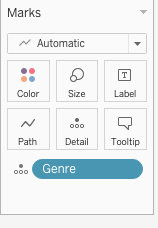 Marks
Automatic
Color Size Label
T
Path Detail Tooltip
Genre